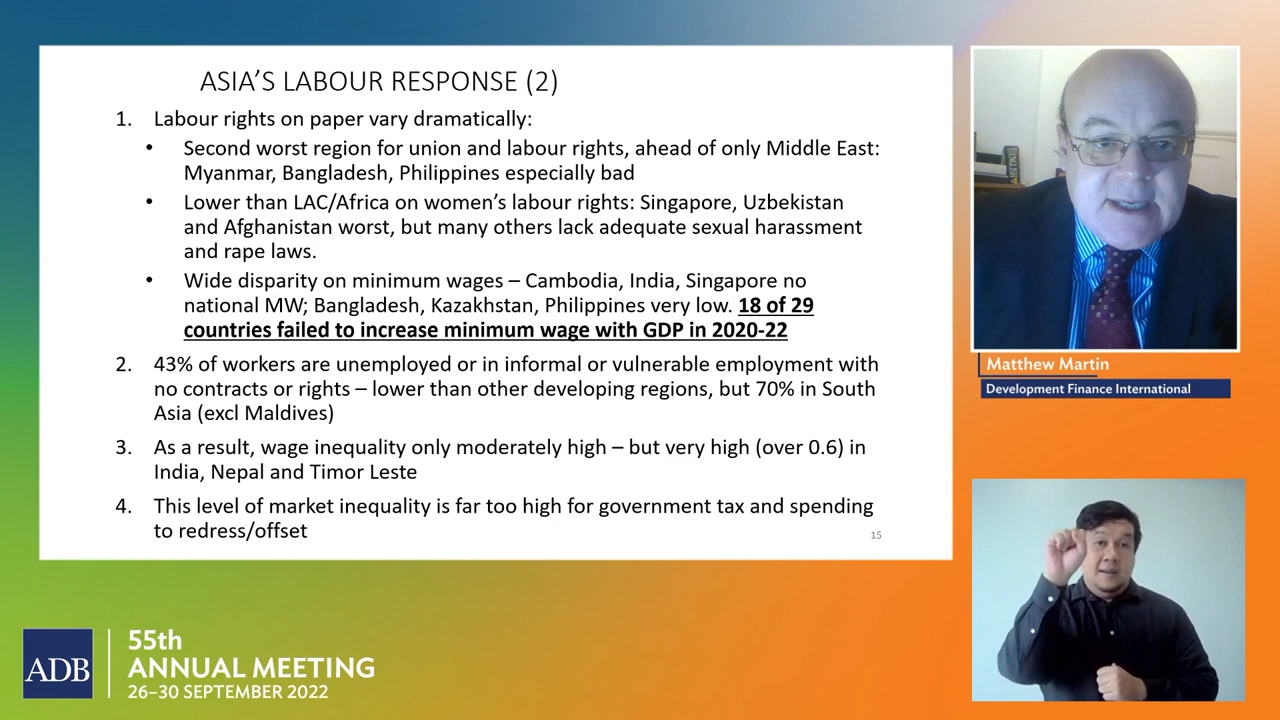 ASIA’S LABOUR RESPONSE (2)
1. Labour rights on paper vary dramatically:
• Second worst region for union and labour rights, ahead of only Middle East:
Myanmar, Bangladesh, Philippines especially bad
• Lower than LAC/Africa on women’s labour rights: Singapore, Uzbekistan
and Afghanistan worst, but many others lack adequate sexual harassment
and rape laws.
• Wide disparity on minimum wages – Cambodia, India, Singapore no
national MW; Bangladesh, Kazakhstan, Philippines very low. 18 of 29
countries failed to increase minimum wage with GDP in 2020-22
2. 43% of workers are unemployed or in informal or vulnerable employment with
no contracts or rights – lower than other developing regions, but 70% in South
Asia (excl Maldives)
3. As a result, wage inequality only moderately high – but very high (over 0.6) in
India, Nepal and Timor Leste
4. This level of market inequality is far too high for government tax and spending
to redress/offset
15
Matthew Martin
Development Finance International
ADB
55th
ANNUAL MEETING
26–30 SEPTEMBER 2022